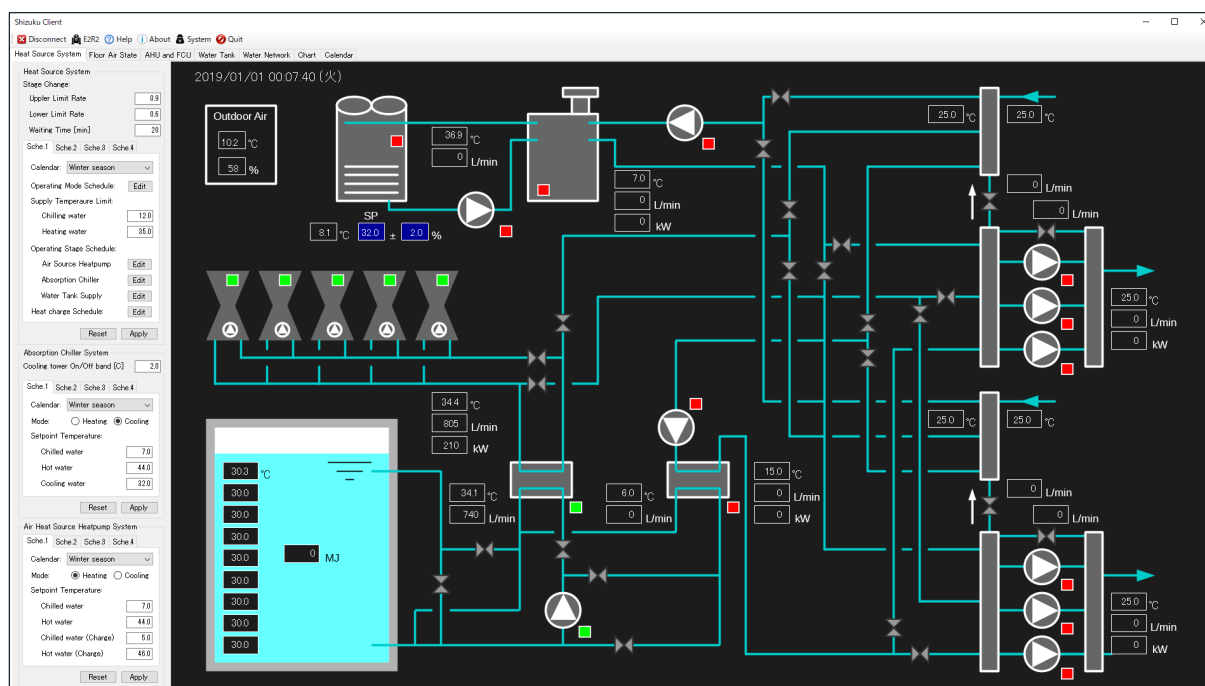 Shizuku Client
Disconnect E2R2 Help About System Quit
Heat Source System Floor Air State AHU and FCU Water Tank Water Network Chart Calendar
Heat Source System
Stage Change:
Uppler Limit Rate 0.9
Lower Limit Rate 0.6
Waiting Time [min] 20
Sche.1 Sche.2 Sche.3 Sche.4
Calendar: Winter season
Operating Mode Schedule: Edit
Supply Temperaure Limit:
Chilling water 12.0
Heating water 35.0
Operating Stage Schedule:
Air Source Heatpump Edit
Absorption Chiller Edit
Water Tank Supply Edit
Heat charge Schedule: Edit
Reset Apply
Absorption Chiller System
Cooling tower On/Off band [C] 2.0
Sche.1 Sche.2 Sche.3 Sche.4
Calendar: Winter season
Mode: Heating Cooling
Setpoint Temperature:
Chilled water 7.0
Hot water 44.0
Cooling water 32.0
Reset Apply
Air Heat Source Heatpump System
Sche.1 Sche.2 Sche.3 Sche.4
Calendar: Winter season
Mode: Heating Cooling
Setpoint Temperature:
Chilled water 7.0
Hot water 44.0
Chilled water (Charge) 5.0
Hot water (Charge) 46.0
Reset Apply
2019/01/01 00:07:40 (火)
Outdoor Air
10.2 ℃
58 %
36.9 ℃
0 L/min
7.0 ℃
0 L/min
0 kW
SP
8.1 ℃ 32.0 ± 2.0 %
25.0 ℃ 25.0 ℃
0 L/min
0 L/min
25.0 ℃
0 L/min
0 kW
34.4 ℃
805 L/min
210 kW
34.1 ℃
740 L/min
6.0 ℃
0 L/min
15.0 ℃
0 L/min
0 kW
25.0 ℃ 25.0 ℃
0 L/min
0 L/min
25.0 ℃
0 L/min
0 kW
30.3 ℃
30.0
30.0
30.0
30.0
30.0
30.0
30.0
30.0
0 MJ